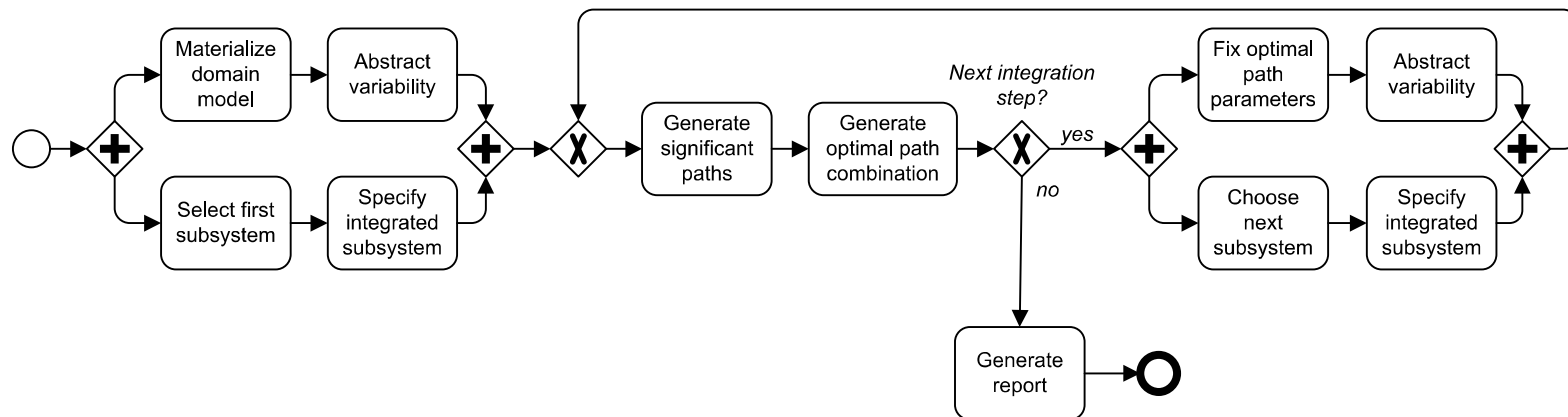 Materialize
domain
model
Abstract
variability
Select first
subsystem
Specify
integrated
subsystem
Generate
significant
paths
Generate
optimal path
combination
Next integration
step?
yes
no
Fix optimal
path
parameters
Abstract
variability
Choose
next
subsystem
Specify
integrated
subsystem
Generate
report